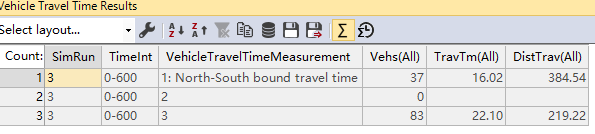 Vehicle Travel Time Results
Select layout...
Count: 3 SimRun TimeInt VehicleTravelTimeMeasurement Vehs(All) TravTm(All) DistTrav(All)
1 3 0-600 1: North-South bound travel time 37 16.02 384.54
2 3 0-600 2 0
3 3 0-600 3 83 22.10 219.22